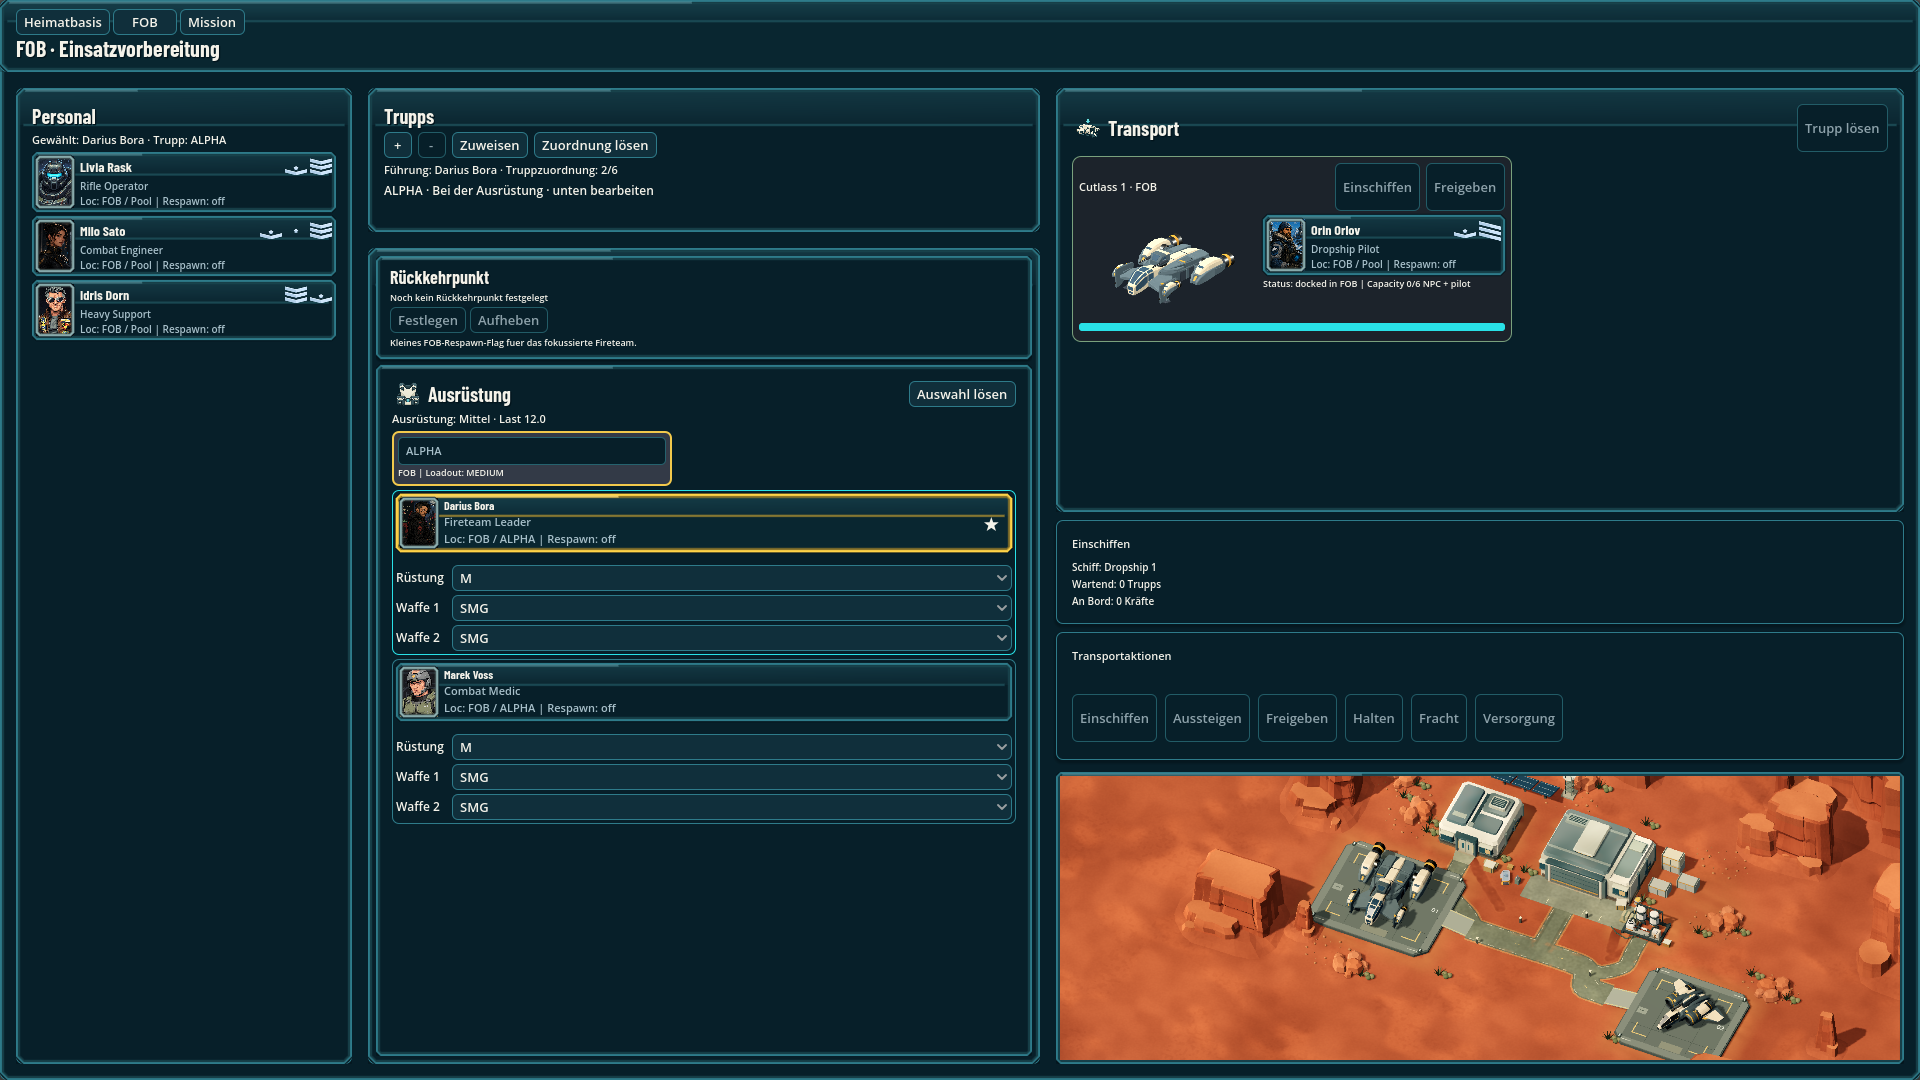 Heimatbasis FOB Mission
FOB · Einsatzvorbereitung
Personal
Gewählt: Darius Bora · Trupp: ALPHA
Livia Rask
Rifle Operator
Loc: FOB / Pool | Respawn: off
Milo Sato
Combat Engineer
Loc: FOB / Pool | Respawn: off
Idris Dorn
Heavy Support
Loc: FOB / Pool | Respawn: off
Trupps
+ - Zuweisen Zuordnung lösen
Führung: Darius Bora · Truppzuordnung: 2/6
ALPHA · Bei der Ausrüstung · unten bearbeiten
Rückkehrpunkt
Noch kein Rückkehrpunkt festgelegt
Festlegen Aufheben
Kleines FOB-Respawn-Flag fuer das fokussierte Fireteam.
Ausrüstung Auswahl lösen
Ausrüstung: Mittel · Last 12.0
ALPHA
FOB | Loadout: MEDIUM
Darius Bora
Fireteam Leader
Loc: FOB / ALPHA | Respawn: off
Rüstung M
Waffe 1 SMG
Waffe 2 SMG
Marek Voss
Combat Medic
Loc: FOB / ALPHA | Respawn: off
Rüstung M
Waffe 1 SMG
Waffe 2 SMG
Transport Trupp lösen
Cutlass 1 · FOB Einschiffen Freigeben
Orin Orlov
Dropship Pilot
Loc: FOB / Pool | Respawn: off
Status: docked in FOB | Capacity 0/6 NPC + pilot
Einschiffen
Schiff: Dropship 1
Wartend: 0 Trupps
An Bord: 0 Kräfte
Transportaktionen
Einschiffen Aussteigen Freigeben Halten Fracht Versorgung